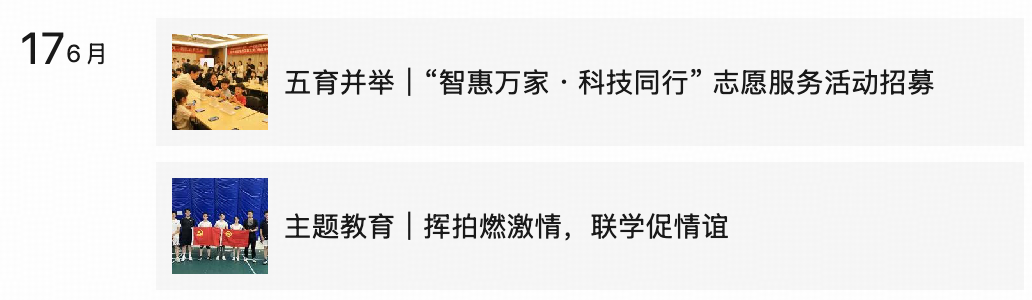 17 6月
五育并举｜“智惠万家·科技同行”志愿服务活动招募
主题教育｜挥拍燃激情，联学促情谊